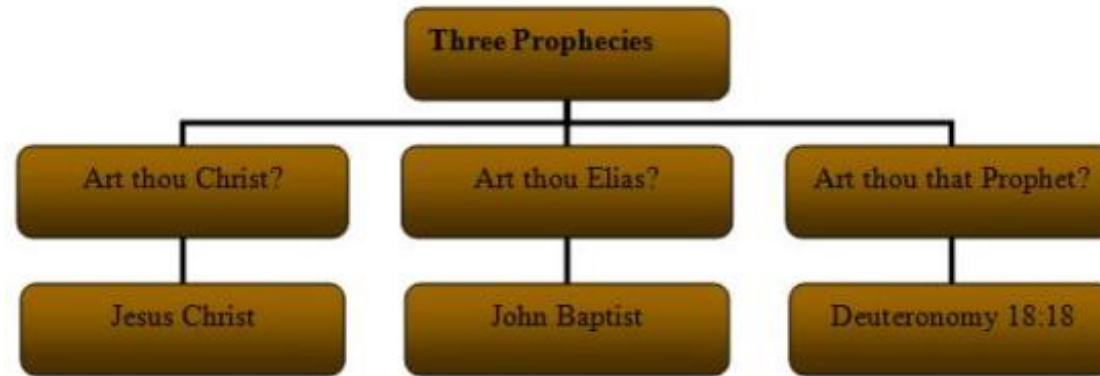 Three Prophecies
Art thou Christ?
Art thou Elias?
Art thou that Prophet?
Jesus Christ
John Baptist
Deuteronomy 18:18